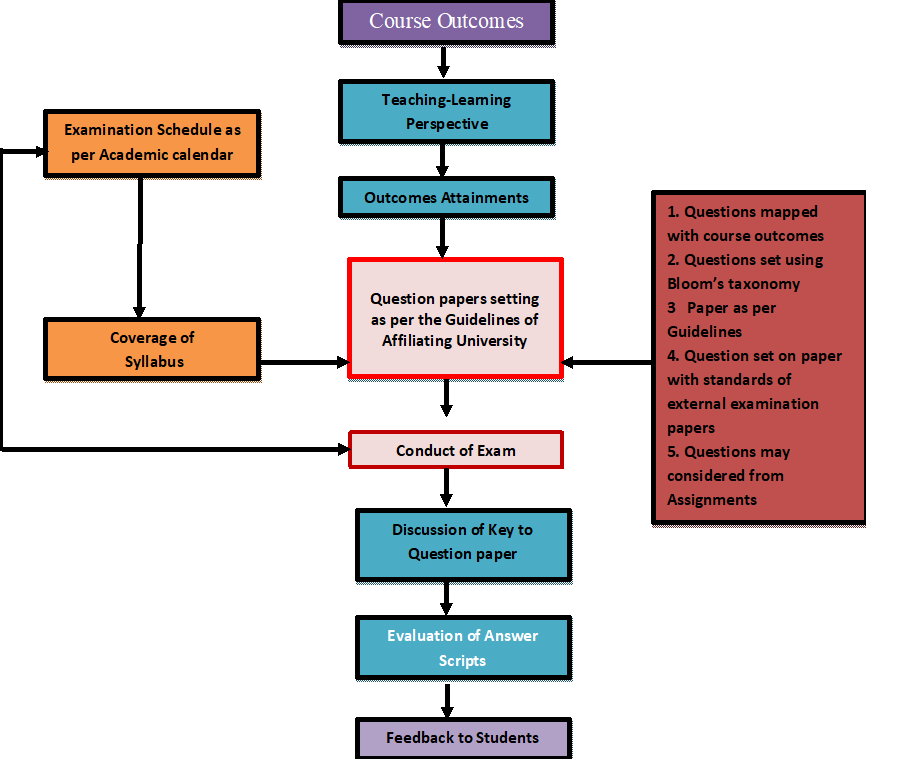 Course Outcomes
Teaching-Learning
Perspective
Examination Schedule as
per Academic calendar
Outcomes Attainments
1. Questions mapped
with course outcomes
2. Questions set using
Bloom’s taxonomy
3   Paper as per
Guidelines
4. Question set on paper
with standards of
external examination
papers
5. Questions may
considered from
Assignments
Question papers setting
as per the Guidelines of
Affiliating University
Coverage of
Syllabus
Conduct of Exam
Discussion of Key to
Question paper
Evaluation of Answer
Scripts
Feedback to Students